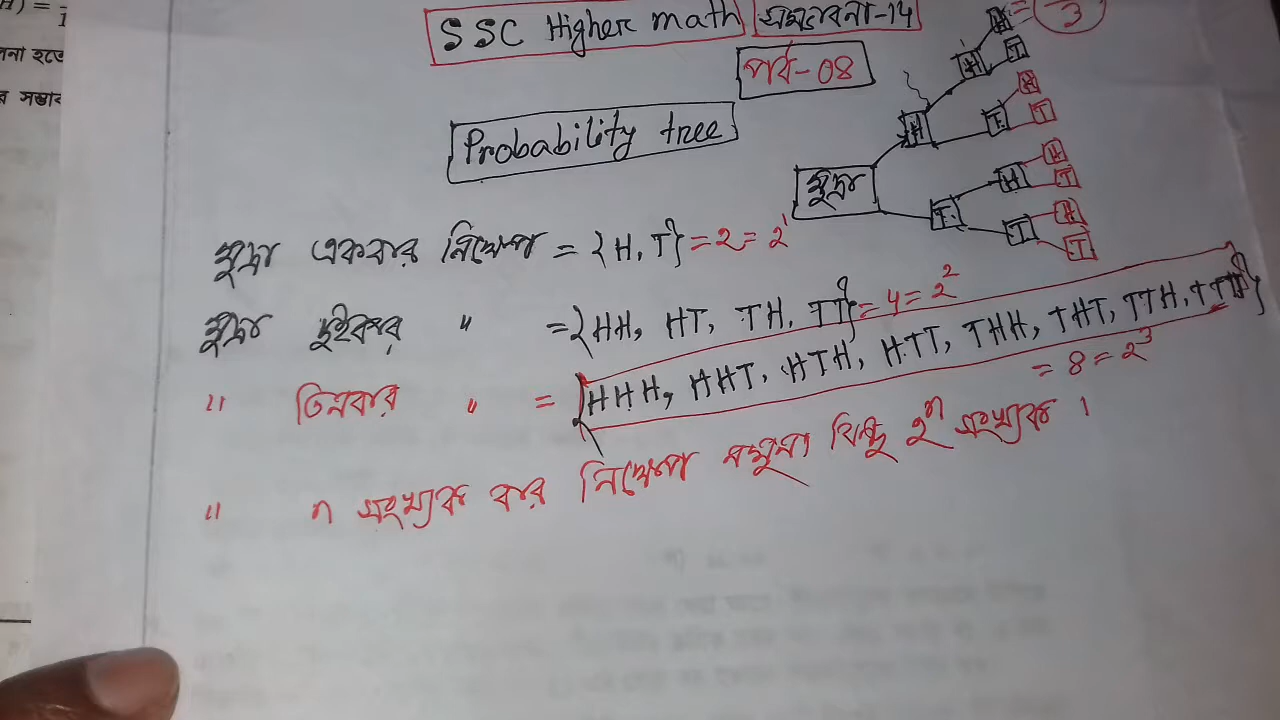 SSC Higher math সম্ভাবনা-14
পর্ব-08
Probability tree
H = 3
T
H
H
H T
T
মুদ্রা
H
H T
T
H
T T
মুদ্রা একবার নিক্ষেপ = {H, T} = 2 = 2¹
মুদ্রা দুইবার " = {HH, HT, TH, TT} = 4 = 2²
" তিনবার " = {HHH, HHT, HTH, HTT, THH, THT, TTH, TTT}
= 8 = 2³
" n সংখ্যক বার নিক্ষেপ নমুনা বিন্দু 2ⁿ সংখ্যক ।